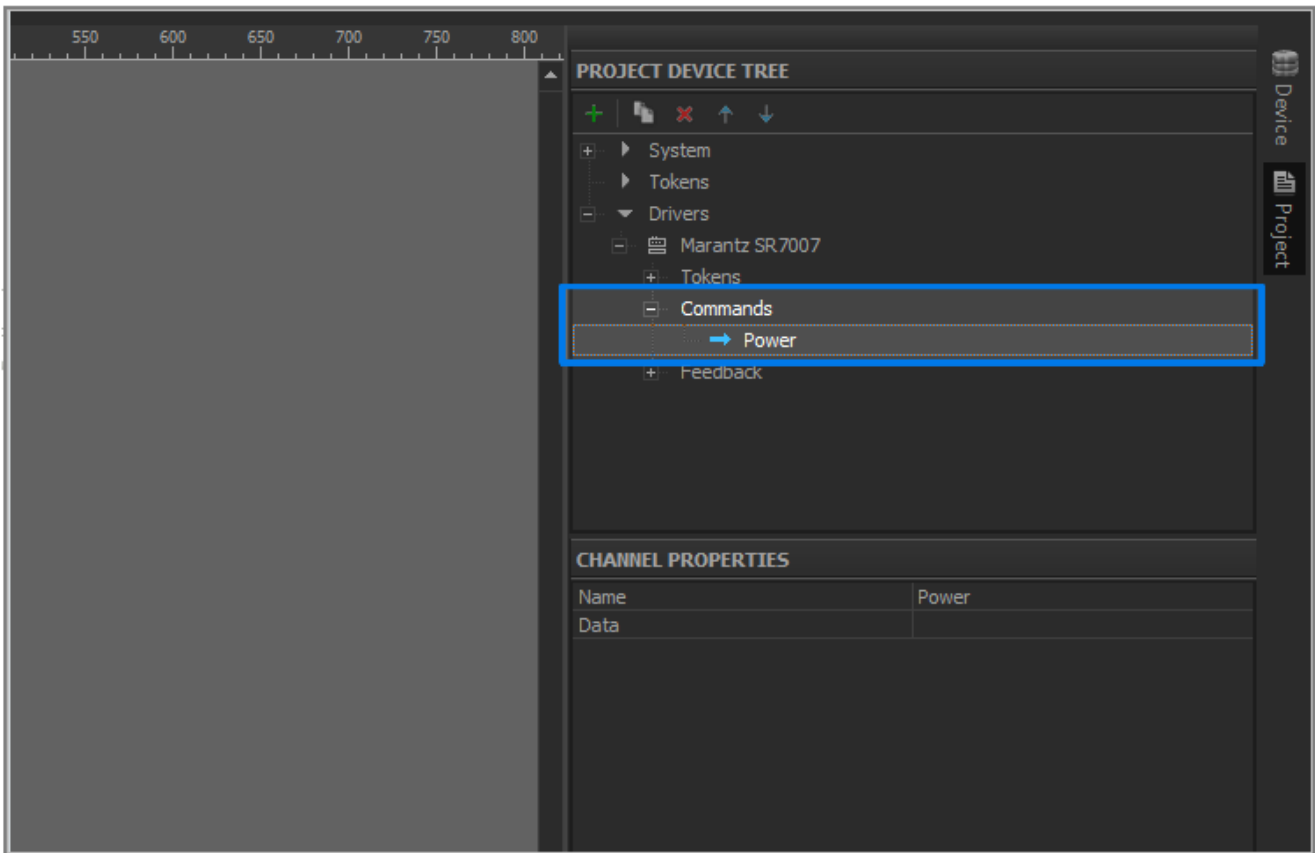 550 600 650 700 750 800
PROJECT DEVICE TREE
System
Tokens
Drivers
Marantz SR7007
Tokens
Commands
Power
Feedback
CHANNEL PROPERTIES
Name Power
Data
Device
Project